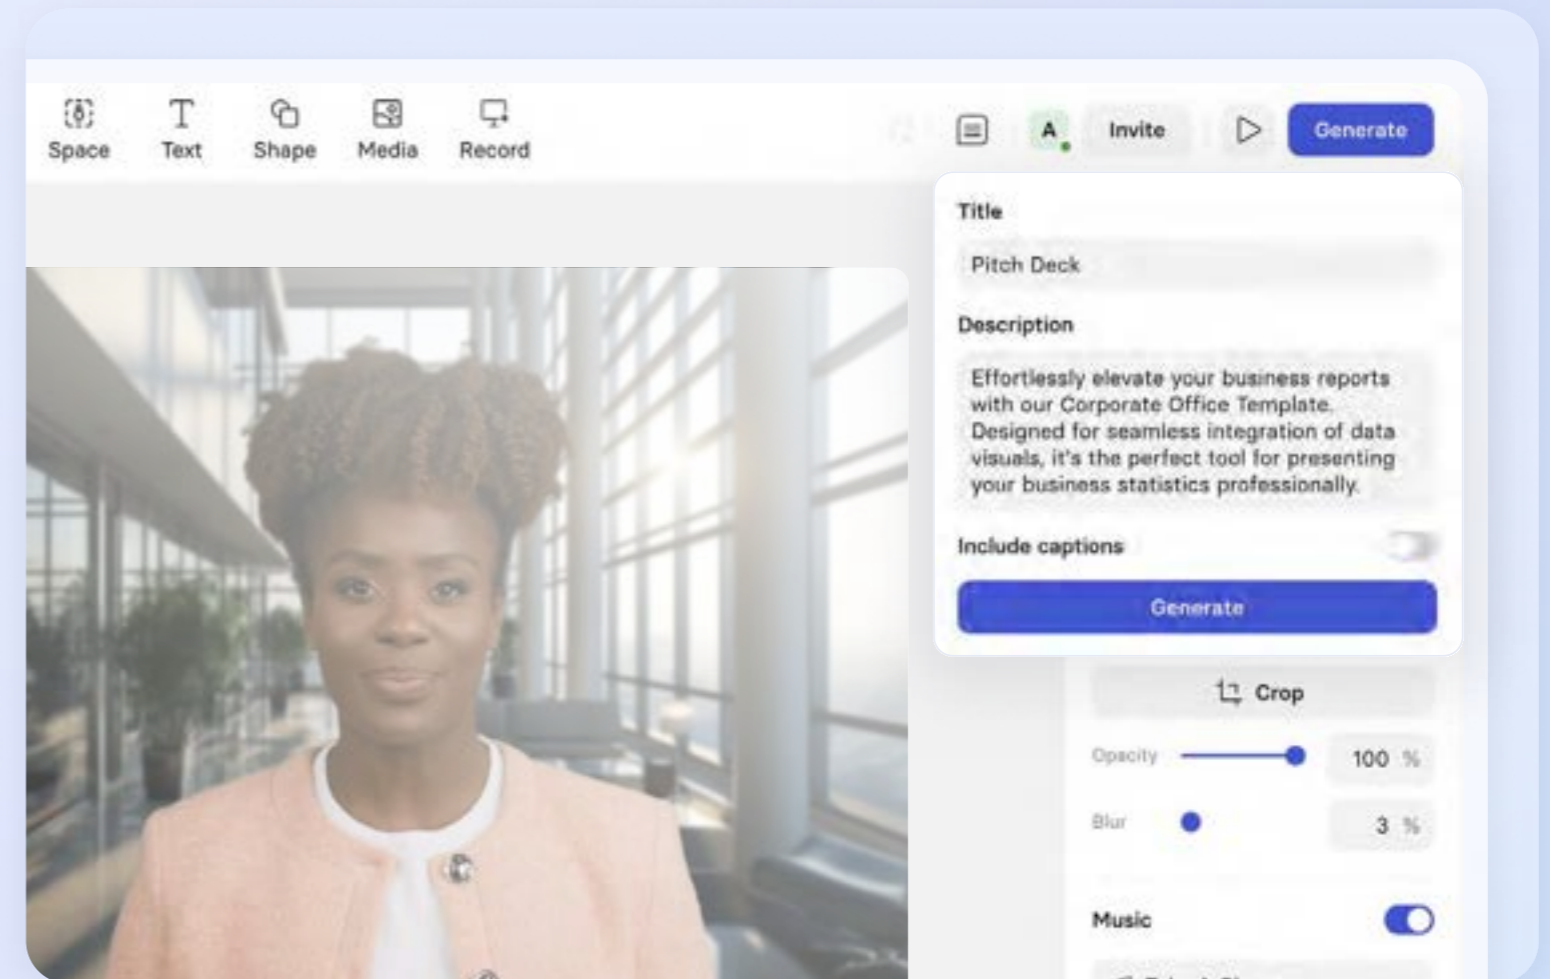 Space Text Shape Media Record A Invite Generate
Title
Pitch Deck
Description
Effortlessly elevate your business reports
with our Corporate Office Template.
Designed for seamless integration of data
visuals, it's the perfect tool for presenting
your business statistics professionally.
Include captions
Generate
Crop
Opacity 100 %
Blur 3 %
Music